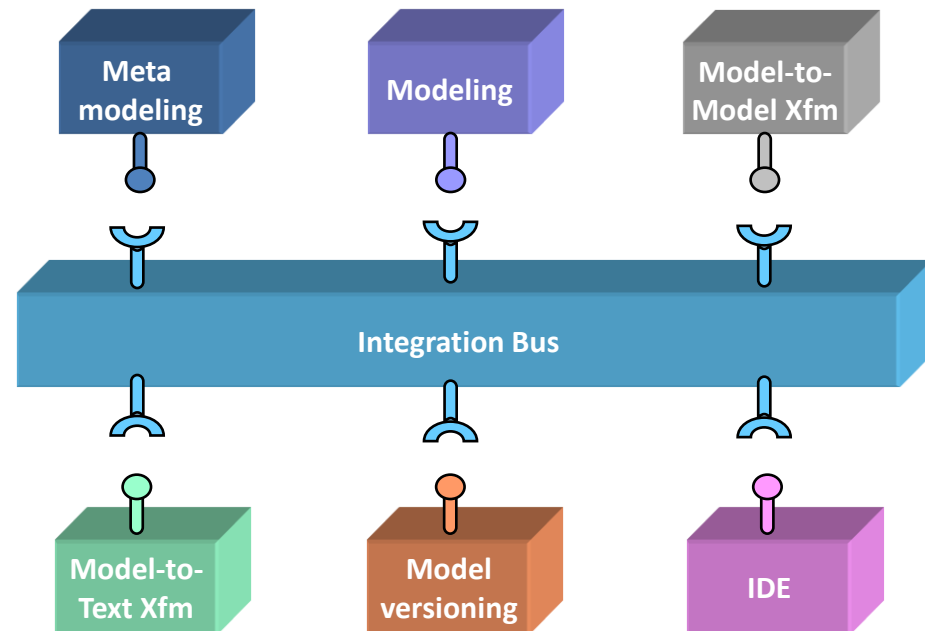 Meta
modeling
Modeling
Model-to-
Model Xfm
Integration Bus
Model-to-
Text Xfm
Model
versioning
IDE